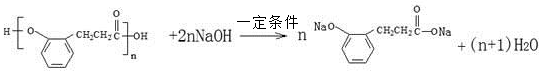 H-[O-CH₂CH₂C(=O)]n-OH +2nNaOH 一定条件 → n NaO-CH₂CH₂C(=O)-ONa + (n+1)H2O